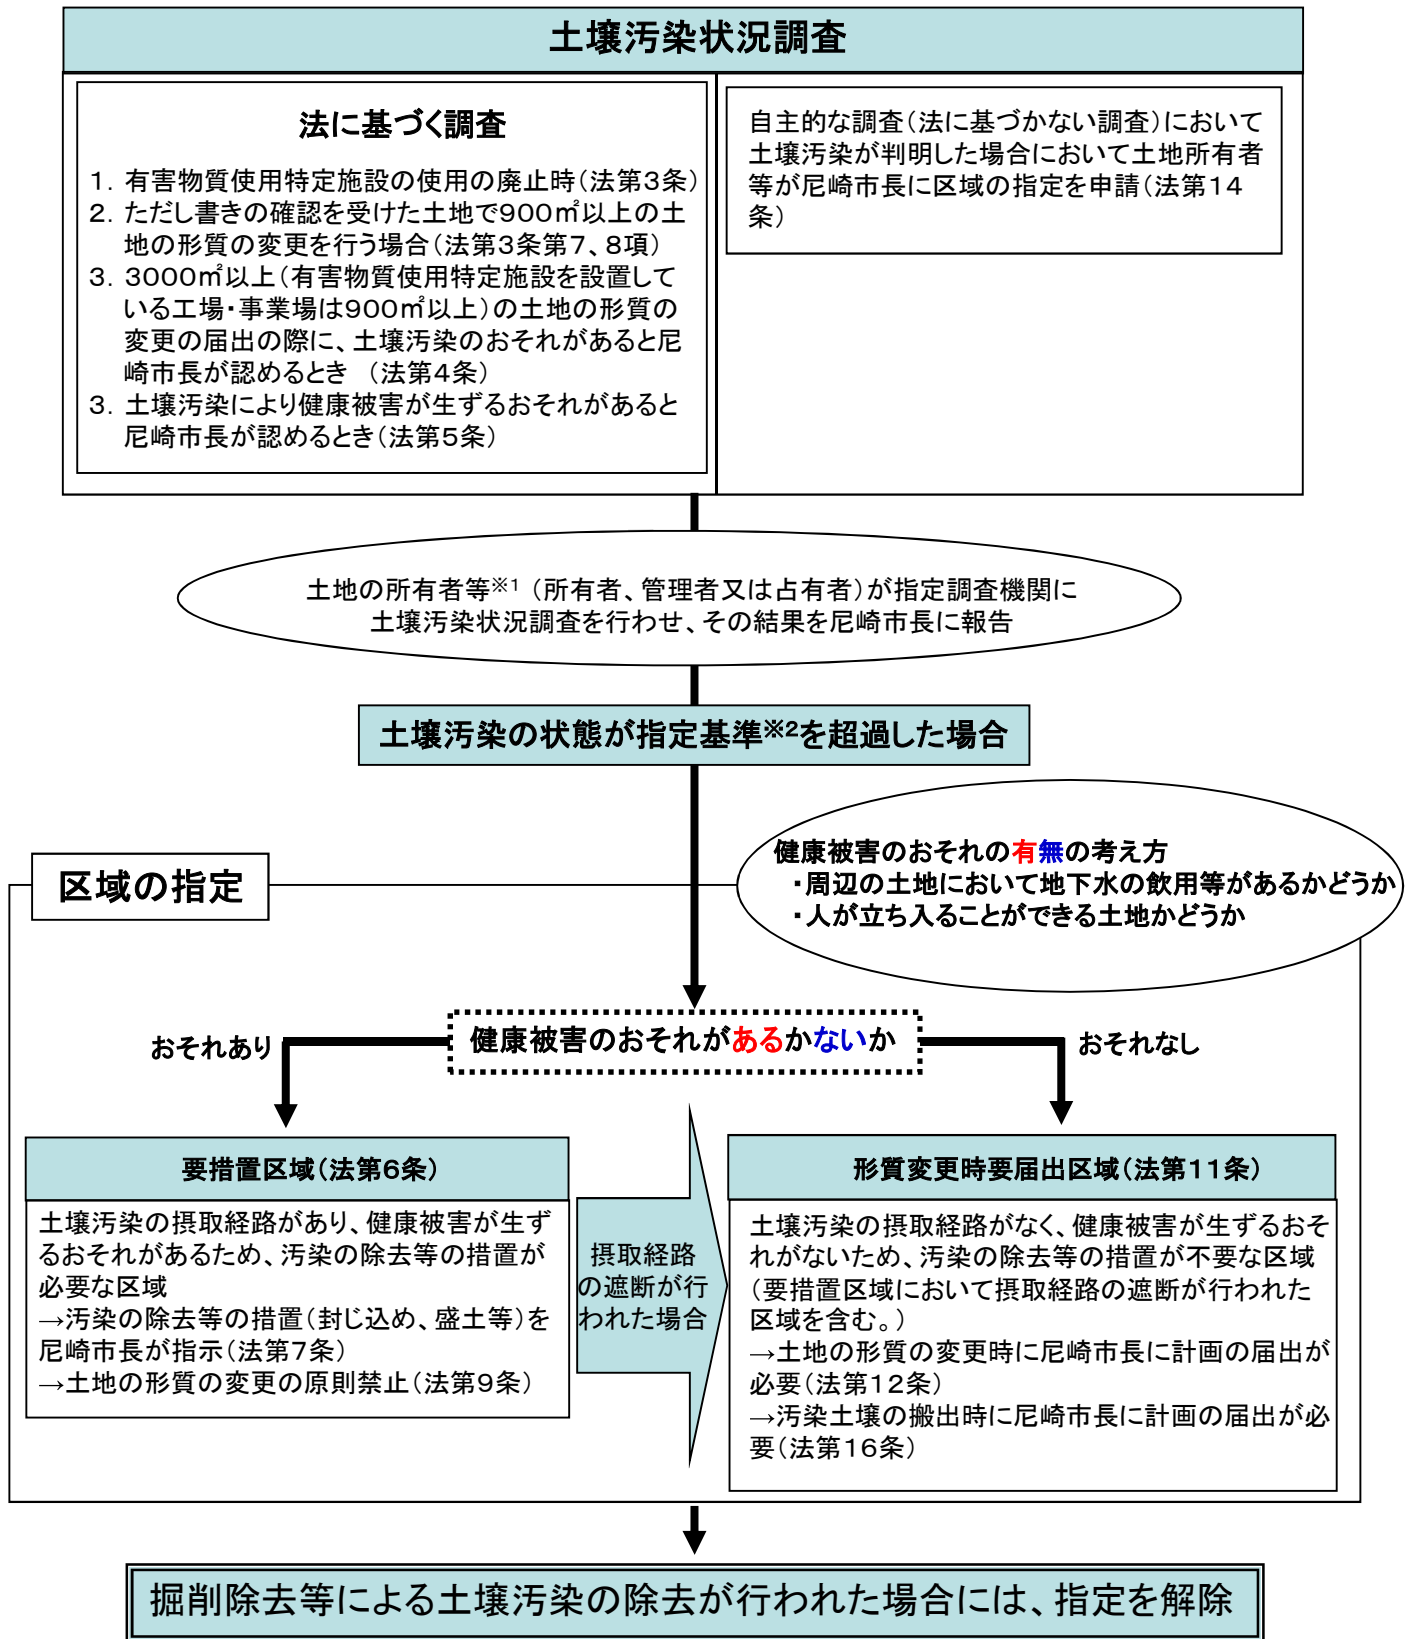 土壌汚染状況調査
法に基づく調査
1．有害物質使用特定施設の使用の廃止時（法第3条）
2．ただし書きの確認を受けた土地で900㎡以上の土
地の形質の変更を行う場合（法第3条第7、8項）
3．3000㎡以上（有害物質使用特定施設を設置して
いる工場・事業場は900㎡以上）の土地の形質の
変更の届出の際に、土壌汚染のおそれがあると尼
崎市長が認めるとき　（法第4条）
3．土壌汚染により健康被害が生ずるおそれがあると
尼崎市長が認めるとき（法第5条）
自主的な調査（法に基づかない調査）において
土壌汚染が判明した場合において土地所有者
等が尼崎市長に区域の指定を申請（法第14
条）
土地の所有者等※1（所有者、管理者又は占有者）が指定調査機関に
土壌汚染状況調査を行わせ、その結果を尼崎市長に報告
土壌汚染の状態が指定基準※2を超過した場合
健康被害のおそれの有無の考え方
・周辺の土地において地下水の飲用等があるかどうか
・人が立ち入ることができる土地かどうか
区域の指定
健康被害のおそれがあるかないか
おそれあり
おそれなし
要措置区域（法第6条）
土壌汚染の摂取経路があり、健康被害が生ず
るおそれがあるため、汚染の除去等の措置が
必要な区域
→汚染の除去等の措置（封じ込め、盛土等）を
尼崎市長が指示（法第7条）
→土地の形質の変更の原則禁止（法第9条）
摂取経路
の遮断が行
われた場合
形質変更時要届出区域（法第11条）
土壌汚染の摂取経路がなく、健康被害が生ずるおそ
れがないため、汚染の除去等の措置が不要な区域
（要措置区域において摂取経路の遮断が行われた
区域を含む。）
→土地の形質の変更時に尼崎市長に計画の届出が
必要（法第12条）
→汚染土壌の搬出時に尼崎市長に計画の届出が必
要（法第16条）
掘削除去等による土壌汚染の除去が行われた場合には、指定を解除